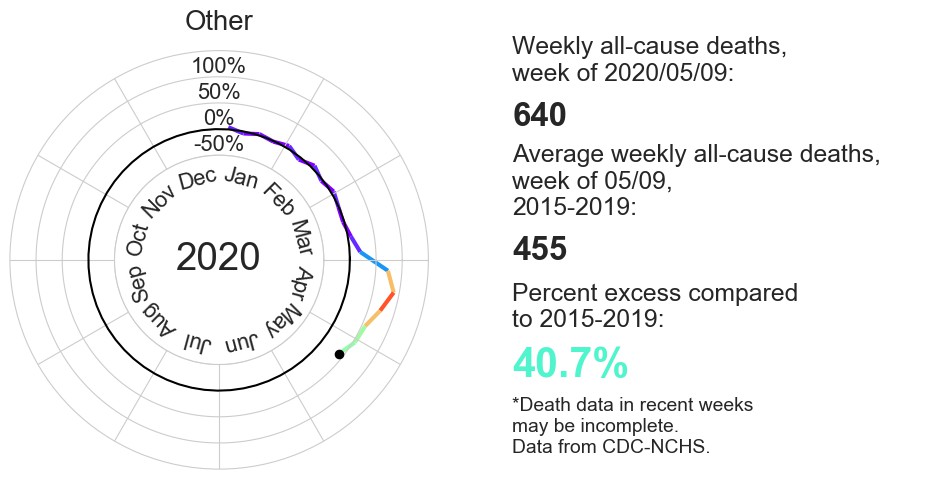 Other
100%
50%
0%
-50%
Jan
Feb
Mar
Apr
May
Jun
Jul
Aug
Sep
Oct
Nov
Dec
2020
Weekly all-cause deaths,
week of 2020/05/09:
640
Average weekly all-cause deaths,
week of 05/09,
2015-2019:
455
Percent excess compared
to 2015-2019:
40.7%
*Death data in recent weeks
may be incomplete.
Data from CDC-NCHS.